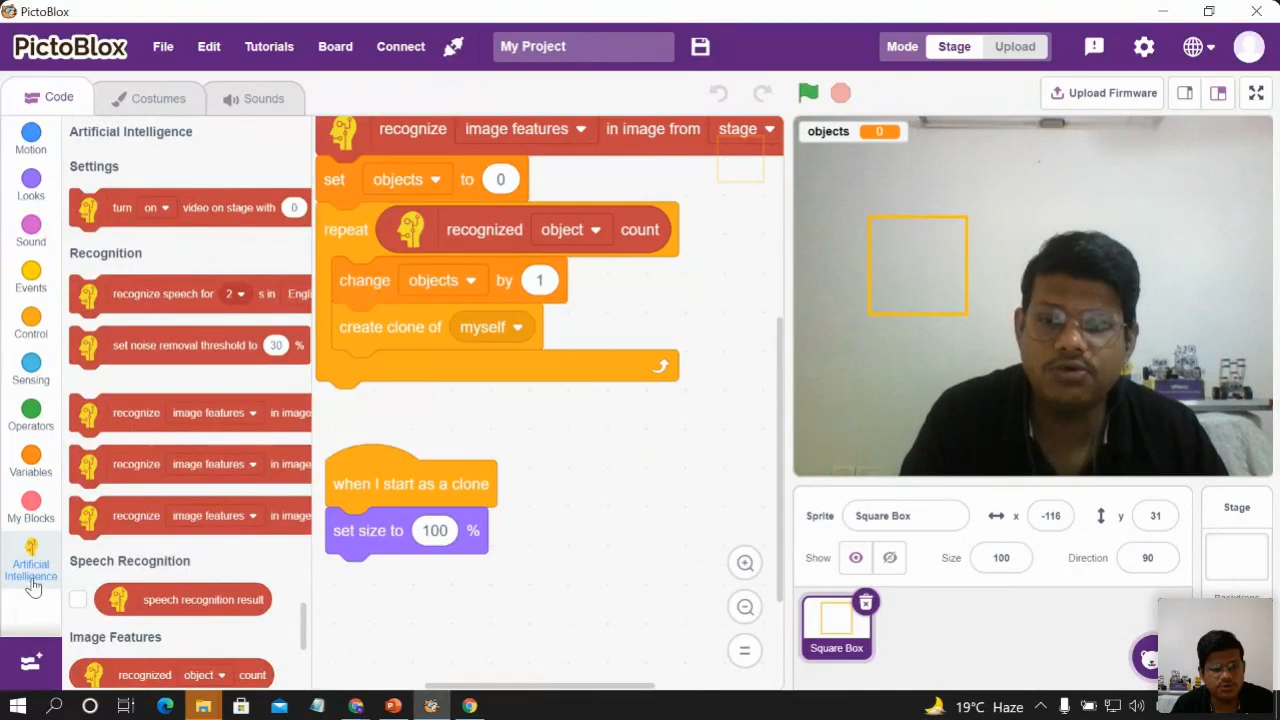 PictoBlox
PictoBlox File Edit Tutorials Board Connect My Project Mode Stage Upload
Code Costumes Sounds Upload Firmware
Motion
Looks
Sound
Events
Control
Sensing
Operators
Variables
My Blocks
Artificial
Intelligence
Artificial Intelligence
Settings
turn on video on stage with 0
Recognition
recognize speech for 2 s in Engli
set noise removal threshold to 30 %
recognize image features in image
recognize image features in image
recognize image features in image
Speech Recognition
speech recognition result
Image Features
recognized object count
recognize image features in image from stage
set objects to 0
repeat recognized object count
change objects by 1
create clone of myself
when I start as a clone
set size to 100 %
objects 0
Sprite Square Box x -116 y 31
Show Size 100 Direction 90
Square Box
Stage
19°C Haze